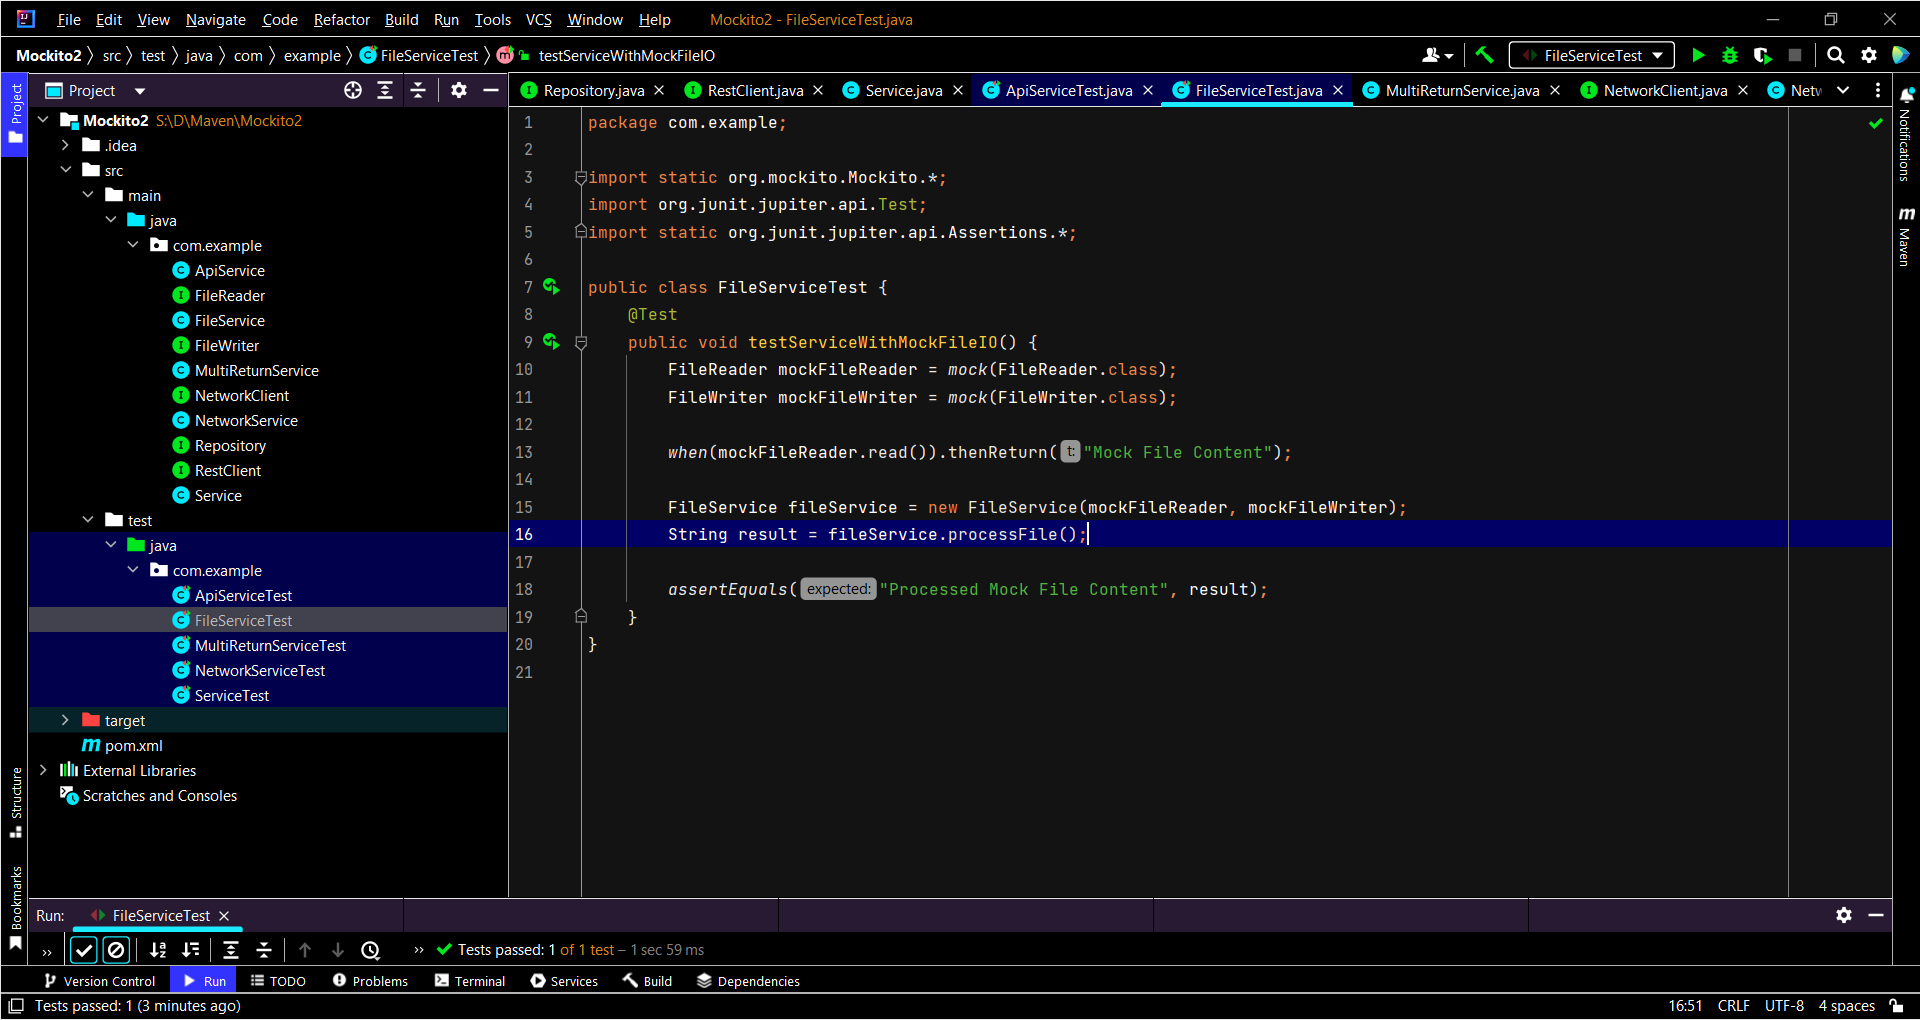 File Edit View Navigate Code Refactor Build Run Tools VCS Window Help Mockito2 - FileServiceTest.java
Mockito2 src test java com example FileServiceTest testServiceWithMockFileIO FileServiceTest
Project
Repository.java RestClient.java Service.java ApiServiceTest.java FileServiceTest.java MultiReturnService.java NetworkClient.java Netw
Project
Mockito2 S:\D\Maven\Mockito2
.idea
src
main
java
com.example
ApiService
FileReader
FileService
FileWriter
MultiReturnService
NetworkClient
NetworkService
Repository
RestClient
Service
test
java
com.example
ApiServiceTest
FileServiceTest
MultiReturnServiceTest
NetworkServiceTest
ServiceTest
target
pom.xml
External Libraries
Scratches and Consoles
Structure
Bookmarks
1 package com.example;
2
3 import static org.mockito.Mockito.*;
4 import org.junit.jupiter.api.Test;
5 import static org.junit.jupiter.api.Assertions.*;
6
7 public class FileServiceTest {
8 @Test
9 public void testServiceWithMockFileIO() {
10 FileReader mockFileReader = mock(FileReader.class);
11 FileWriter mockFileWriter = mock(FileWriter.class);
12
13 when(mockFileReader.read()).thenReturn( t: "Mock File Content");
14
15 FileService fileService = new FileService(mockFileReader, mockFileWriter);
16 String result = fileService.processFile();
17
18 assertEquals( expected: "Processed Mock File Content", result);
19 }
20 }
21
Notifications
Maven
Run: FileServiceTest
Tests passed: 1 of 1 test – 1 sec 59 ms
Version Control Run TODO Problems Terminal Services Build Dependencies
Tests passed: 1 (3 minutes ago) 16:51 CRLF UTF-8 4 spaces